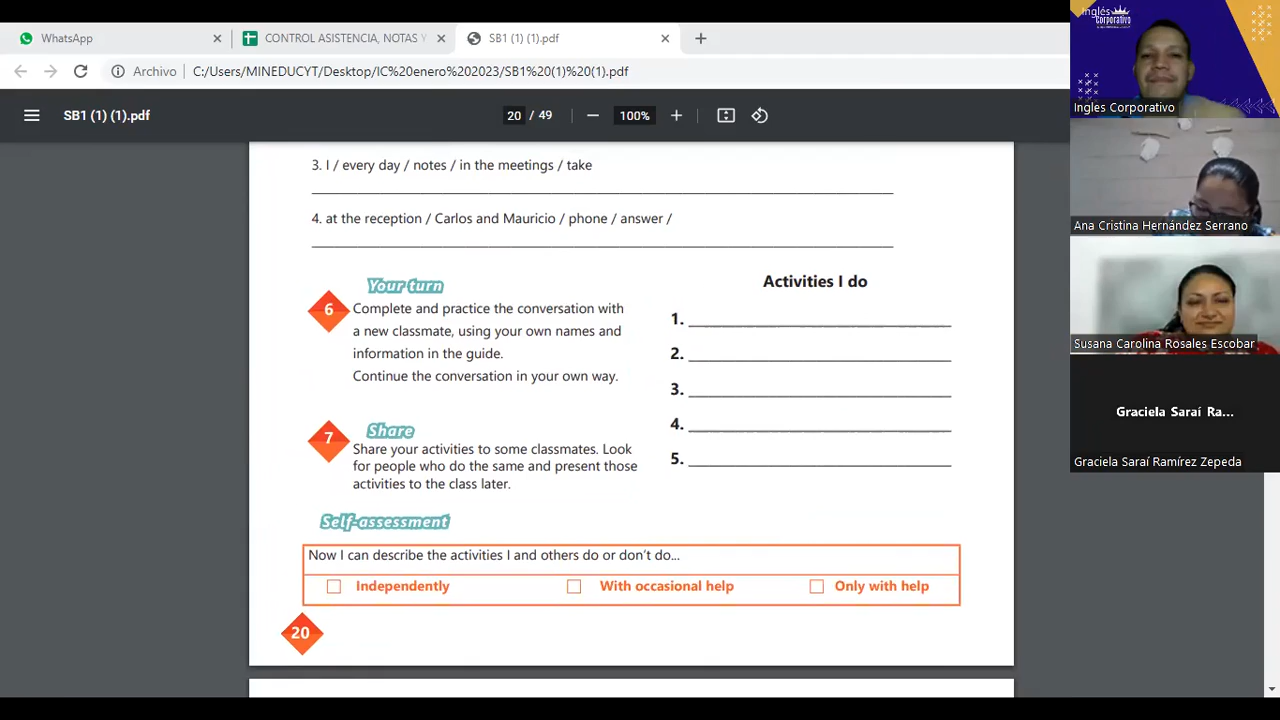 WhatsApp
CONTROL ASISTENCIA, NOTAS Y
SB1 (1) (1).pdf
Archivo
C:/Users/MINEDUCYT/Desktop/IC%20enero%202023/SB1%20(1)%20(1).pdf
SB1 (1) (1).pdf
20 / 49
100%
3. I / every day / notes / in the meetings / take
4. at the reception / Carlos and Mauricio / phone / answer /
Your turn
6
Complete and practice the conversation with
a new classmate, using your own names and
information in the guide.
Continue the conversation in your own way.
7
Share
Share your activities to some classmates. Look
for people who do the same and present those
activities to the class later.
Activities I do
1.
2.
3.
4.
5.
Self-assessment
Now I can describe the activities I and others do or don't do...
Independently
With occasional help
Only with help
20
Inglés
Corporativo
Ingles Corporativo
Ana Cristina Hernández Serrano
Susana Carolina Rosales Escobar
Graciela Saraí Ra...
Graciela Saraí Ramírez Zepeda